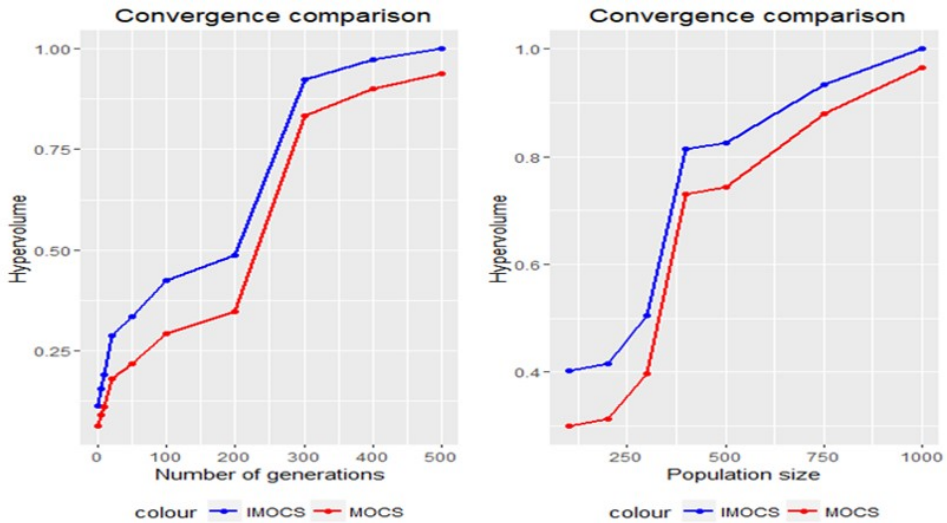 Convergence comparison
Hypervolume
1.00
0.75
0.50
0.25
0 100 200 300 400 500
Number of generations
colour IMOCS MOCS
Convergence comparison
Hypervolume
1.0
0.8
0.6
0.4
250 500 750 1000
Population size
colour IMOCS MOCS